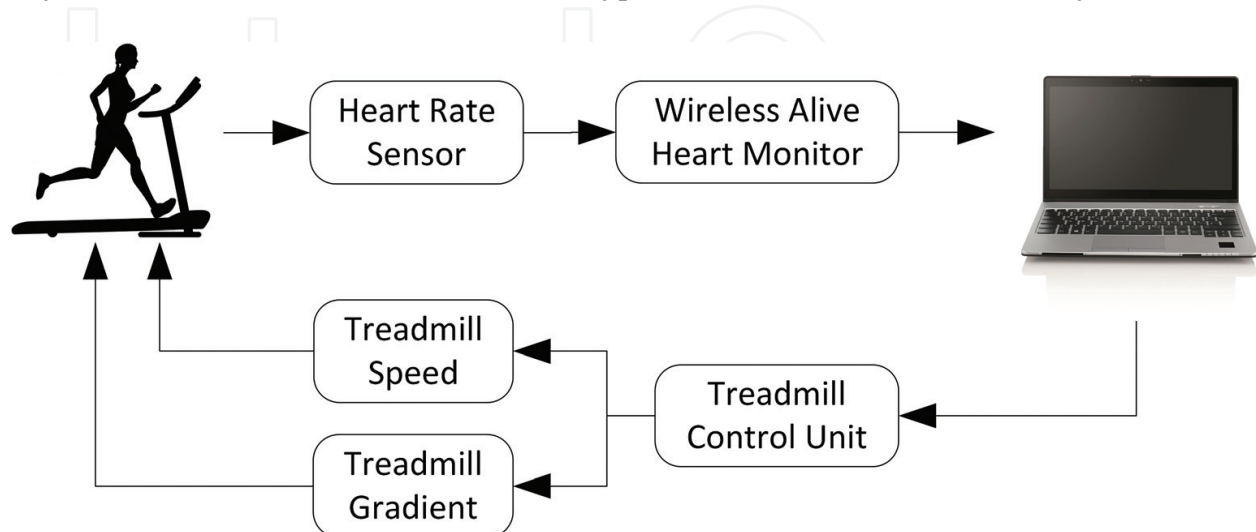 Heart Rate
Sensor
Wireless Alive
Heart Monitor
Treadmill
Speed
Treadmill
Control Unit
Treadmill
Gradient